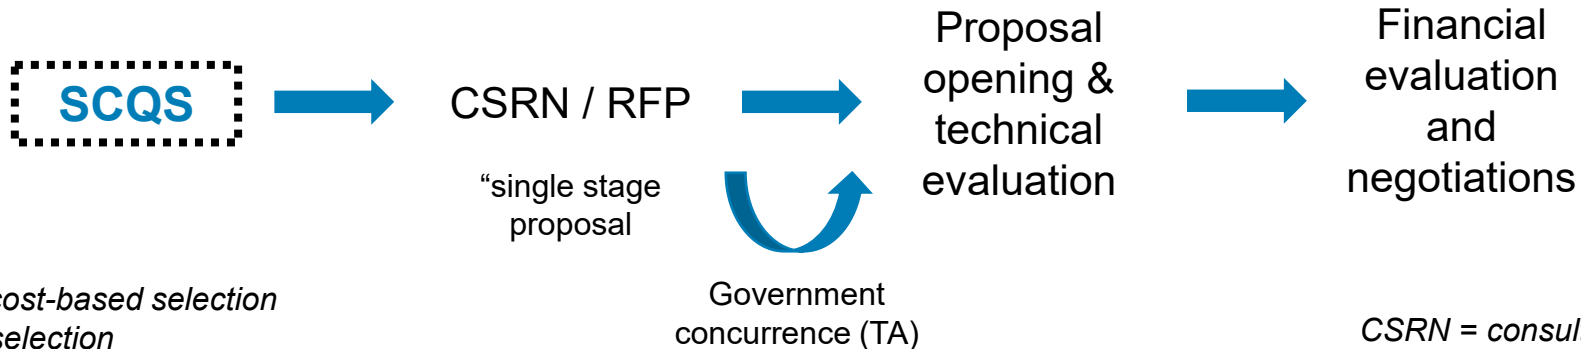 SCQS
CSRN / RFP
“single stage
proposal
Proposal
opening &
technical
evaluation
Financial
evaluation
and
negotiations
Government
concurrence (TA)
cost-based selection
selection
CSRN =